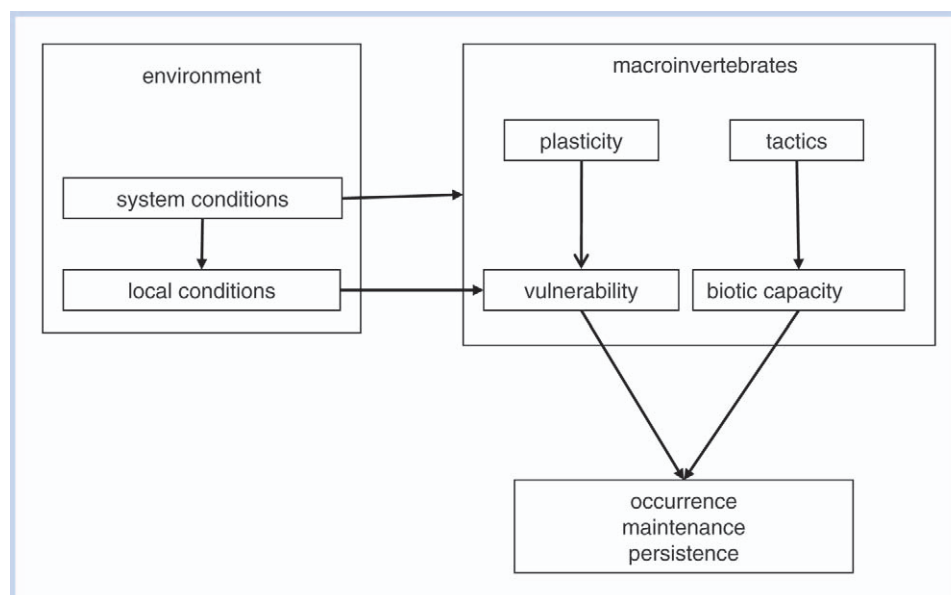 environment
system conditions
local conditions
macroinvertebrates
plasticity
tactics
vulnerability
biotic capacity
occurrence
maintenance
persistence